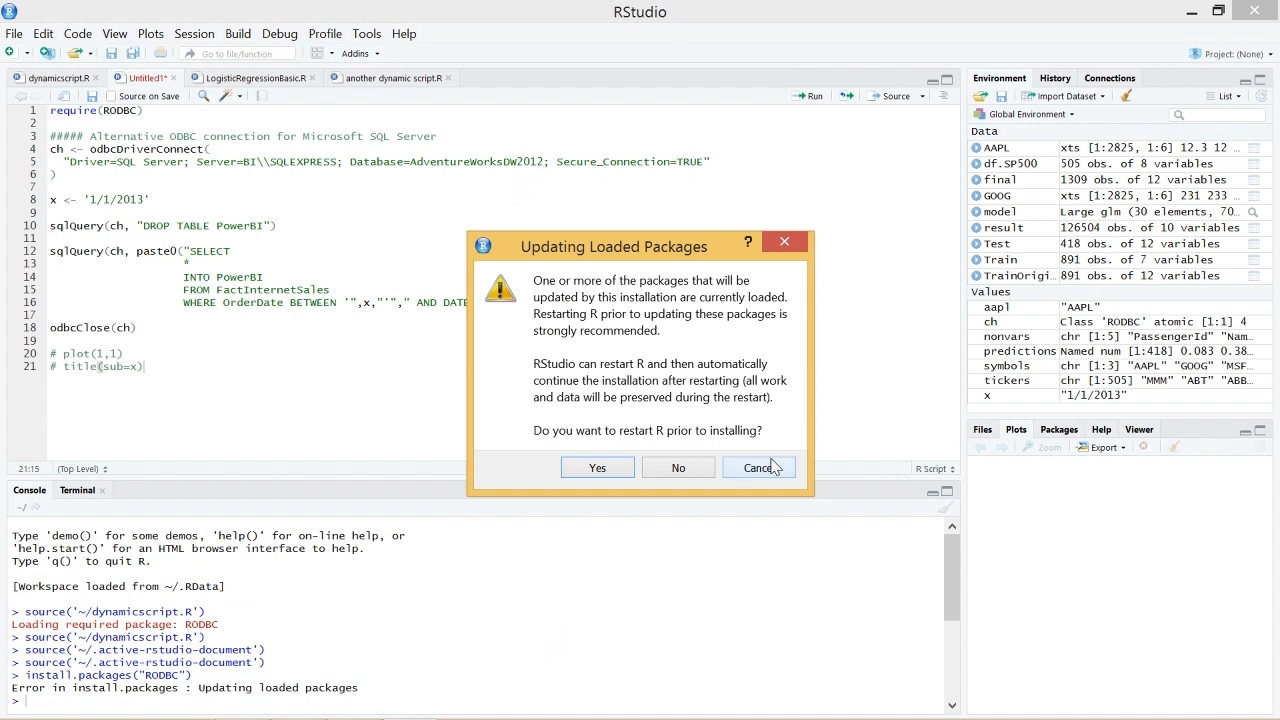 RStudio
File Edit Code View Plots Session Build Debug Profile Tools Help
Go to file/function Addins Project: (None)
dynamicscript.R Untitled1* LogisticRegressionBasic.R another dynamic script.R
Source on Save Run Source
1 require(RODBC)
2
3 ##### Alternative ODBC connection for Microsoft SQL Server
4 ch <- odbcDriverConnect(
5 "Driver=SQL Server; Server=BI\\SQLEXPRESS; Database=AdventureWorksDW2012; Secure_Connection=TRUE"
6 )
7
8 x <- '1/1/2013'
9
10 sqlQuery(ch, "DROP TABLE PowerBI")
11
12 sqlQuery(ch, paste0("SELECT
13 *
14 INTO PowerBI
15 FROM FactInternetSales
16 WHERE OrderDate BETWEEN '",x,"'"," AND DATE
17
18 odbcClose(ch)
19
20 # plot(1,1)
21 # title(sub=x)
21:15 (Top Level) R Script
Console Terminal
~/
Type 'demo()' for some demos, 'help()' for on-line help, or
'help.start()' for an HTML browser interface to help.
Type 'q()' to quit R.
[Workspace loaded from ~/.RData]
> source('~/dynamicscript.R')
Loading required package: RODBC
> source('~/dynamicscript.R')
> source('~/.active-rstudio-document')
> source('~/.active-rstudio-document')
> install.packages("RODBC")
Error in install.packages : Updating loaded packages
>
Updating Loaded Packages
?
One or more of the packages that will be
updated by this installation are currently loaded.
Restarting R prior to updating these packages is
strongly recommended.
RStudio can restart R and then automatically
continue the installation after restarting (all work
and data will be preserved during the restart).
Do you want to restart R prior to installing?
Yes No Cancel
Environment History Connections
Import Dataset List
Global Environment
Data
AAPL xts [1:2825, 1:6] 12.3 12 ...
df.SP500 505 obs. of 8 variables
final 1309 obs. of 12 variables
GOOG xts [1:2825, 1:6] 231 233 ...
model Large glm (30 elements, 70...
result 126504 obs. of 10 variables
Test 418 obs. of 12 variables
Train 891 obs. of 7 variables
TrainOrigi... 891 obs. of 12 variables
Values
aapl "AAPL"
ch Class 'RODBC' atomic [1:1] 4
nonvars chr [1:5] "PassengerId" "Nam...
predictions Named num [1:418] 0.083 0.38...
symbols chr [1:3] "AAPL" "GOOG" "MSF...
tickers chr [1:505] "MMM" "ABT" "ABB...
x "1/1/2013"
Files Plots Packages Help Viewer
Zoom Export